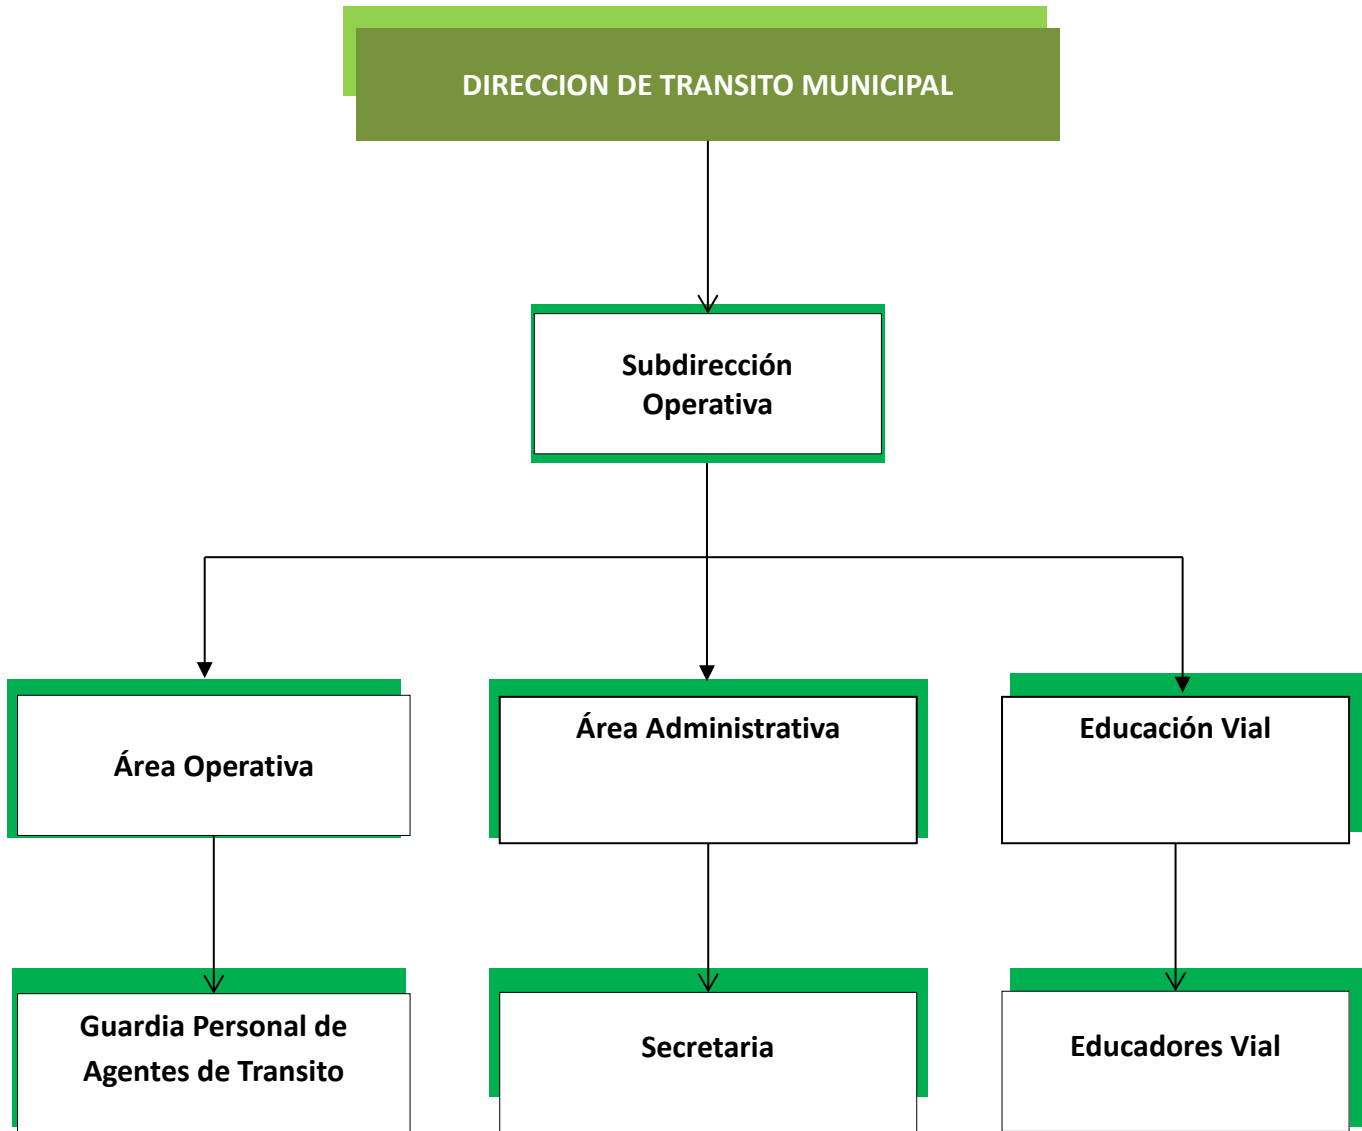 DIRECCION DE TRANSITO MUNICIPAL
Subdirección
Operativa
Área Operativa
Área Administrativa
Educación Vial
Guardia Personal de
Agentes de Transito
Secretaria
Educadores Vial